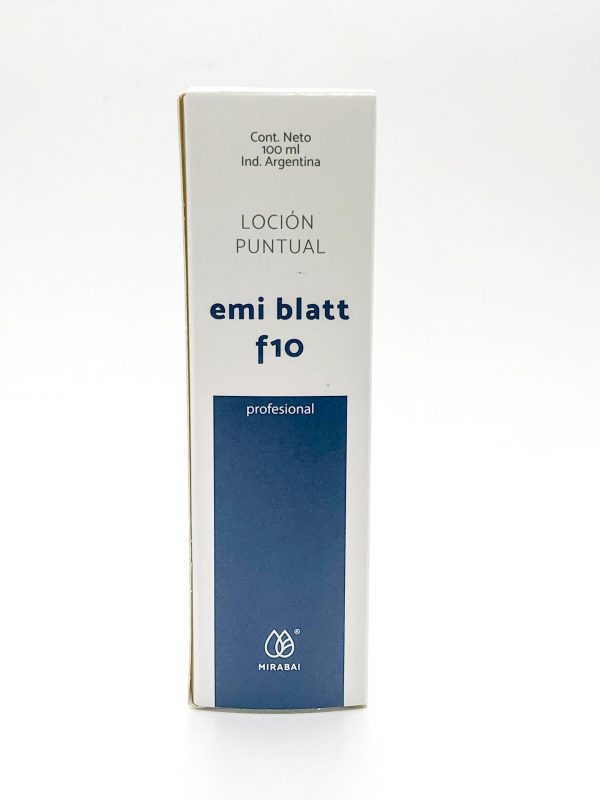 Cont. Neto
100 ml
Ind. Argentina
LOCIÓN
PUNTUAL
emi blatt
f10
profesional
®
MIRABAI